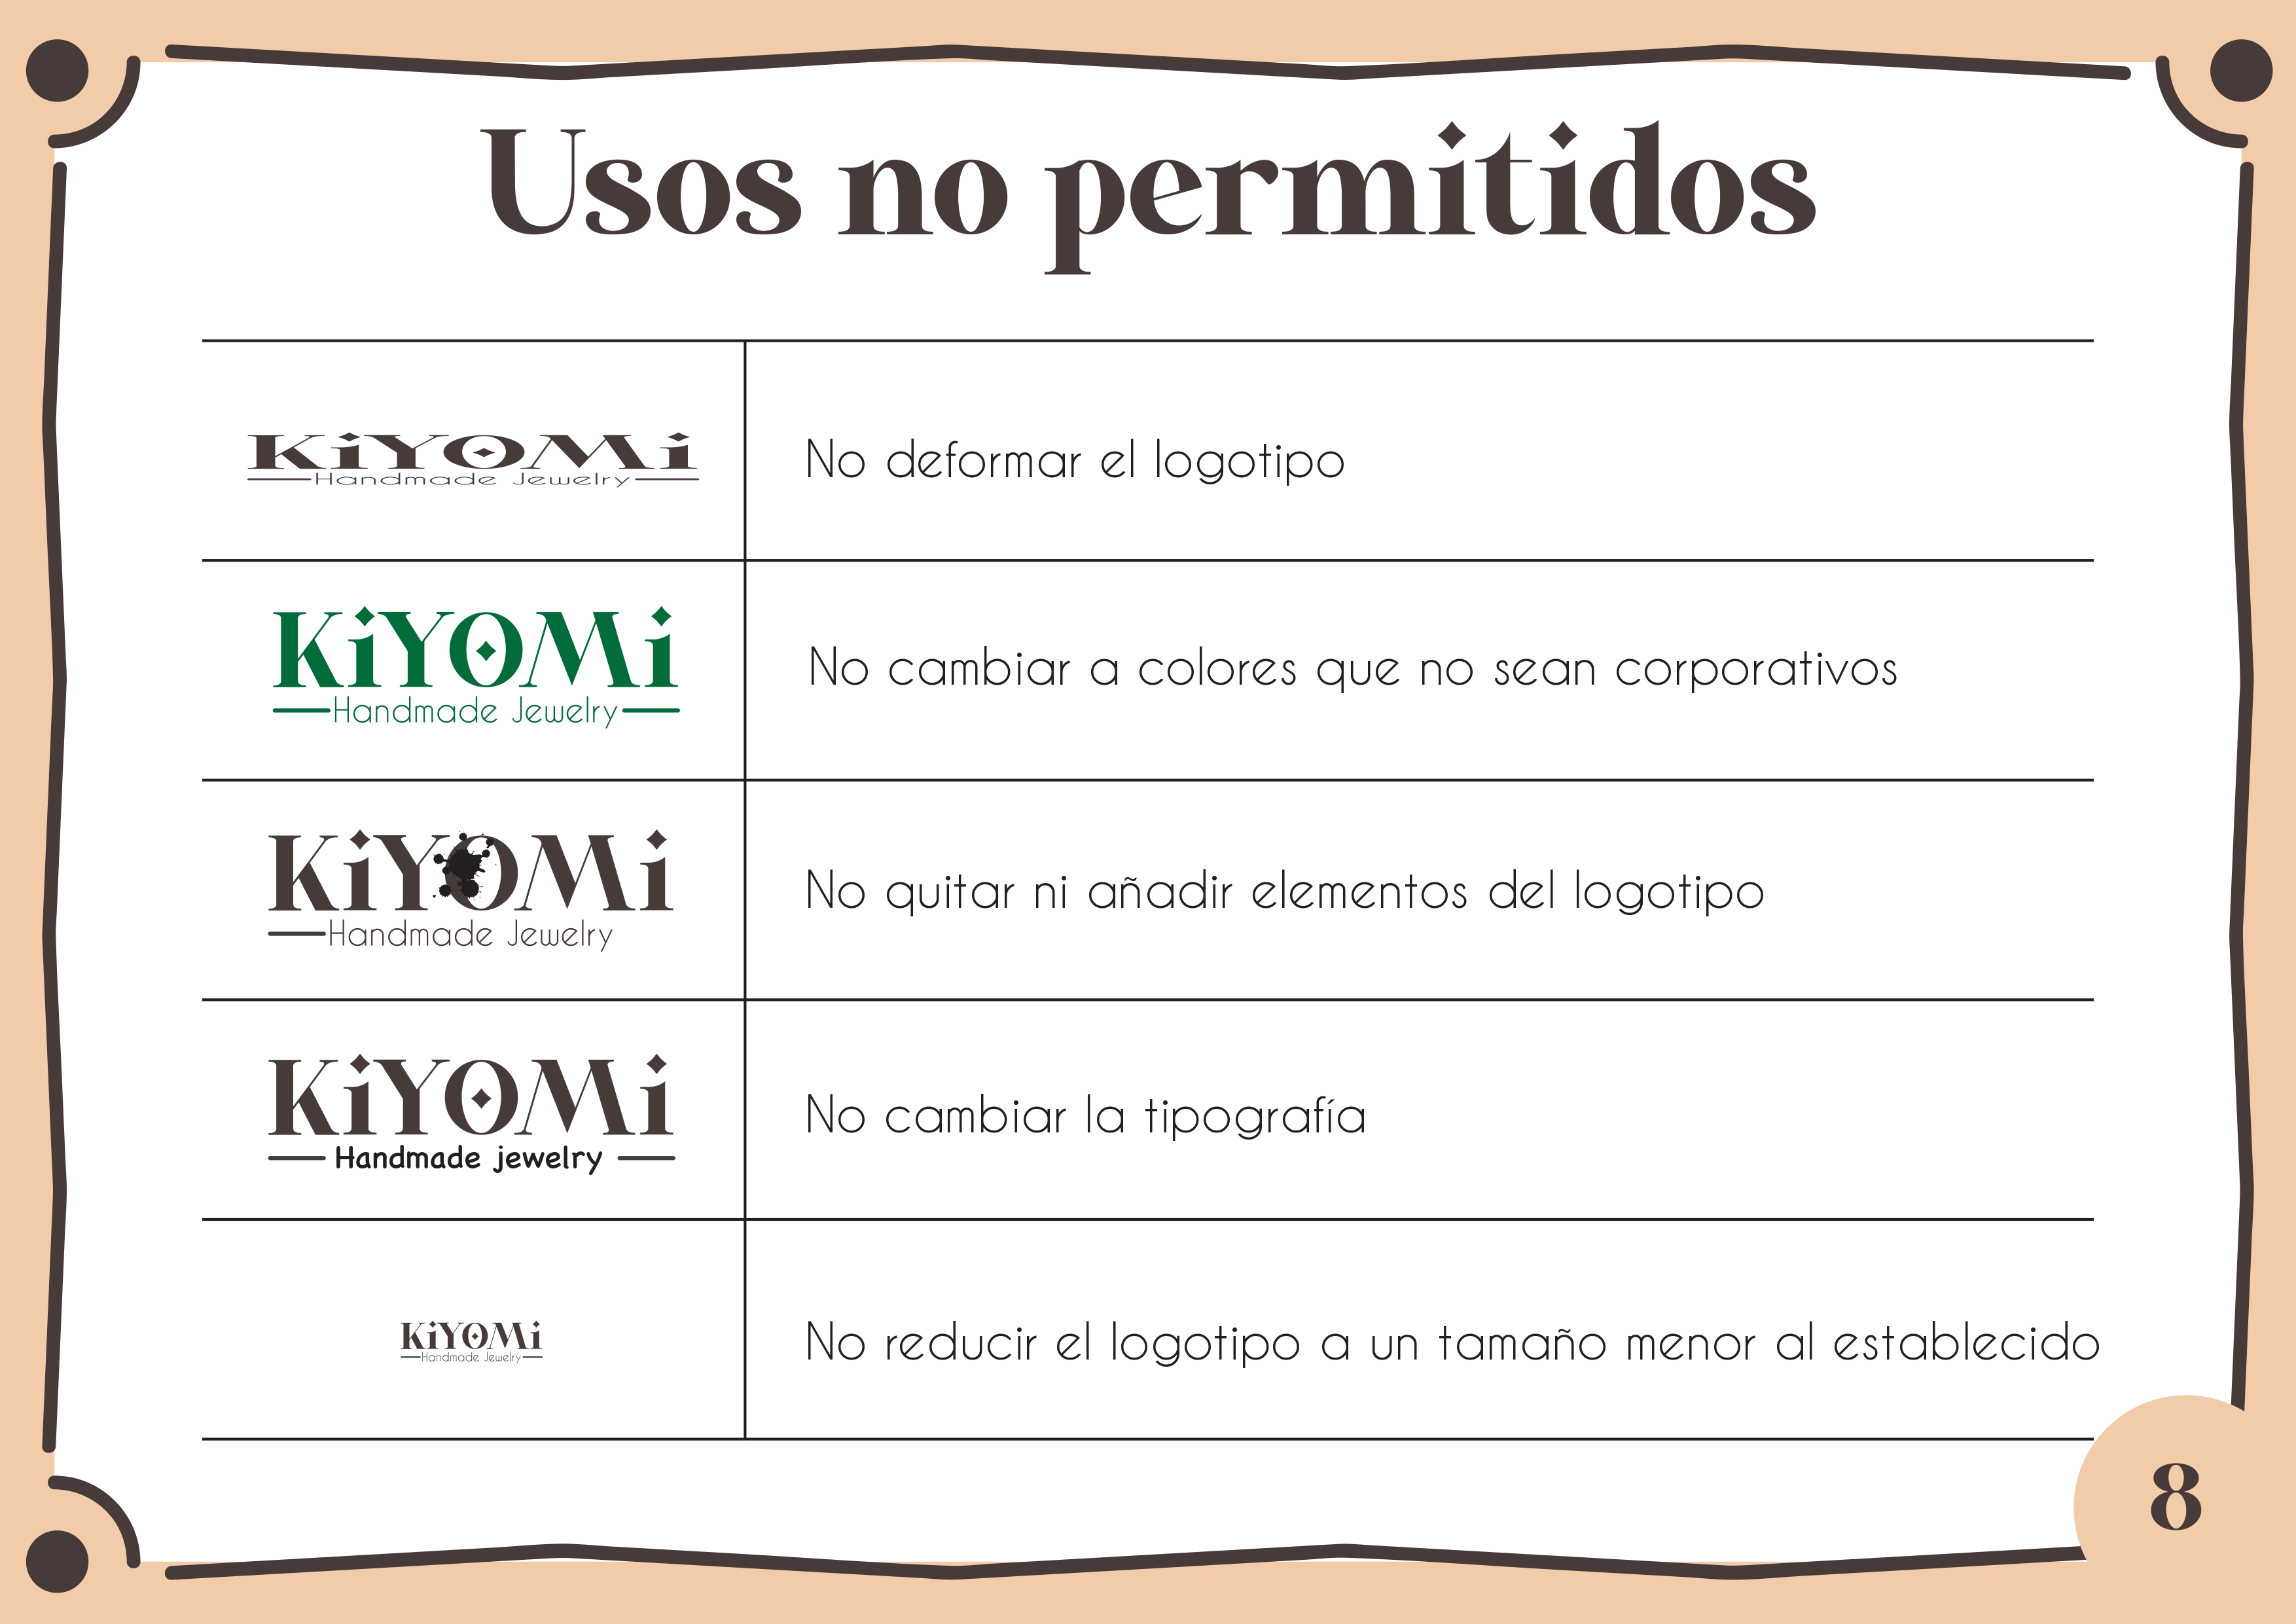 Usos no permitidos
KiYOMi
Handmade Jewelry
No deformar el logotipo
KiYOMi
Handmade Jewelry
No cambiar a colores que no sean corporativos
KiYOMi
Handmade Jewelry
No quitar ni añadir elementos del logotipo
KiYOMi
Handmade jewelry
No cambiar la tipografía
KiYOMi
Handmade Jewelry
No reducir el logotipo a un tamaño menor al establecido
8